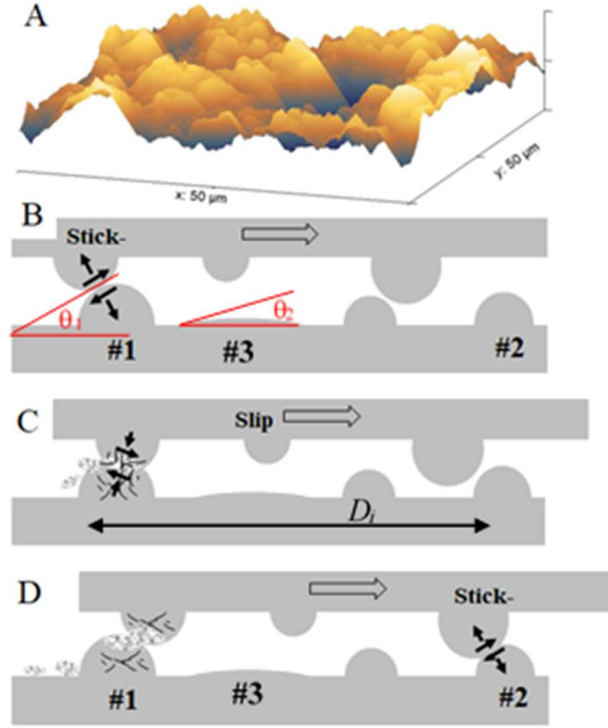 A
x: 50 µm
y: 50 µm
B
Stick-
θ1
θ2
#1
#3
#2
C
Slip
Di
D
Stick-
#1
#3
#2